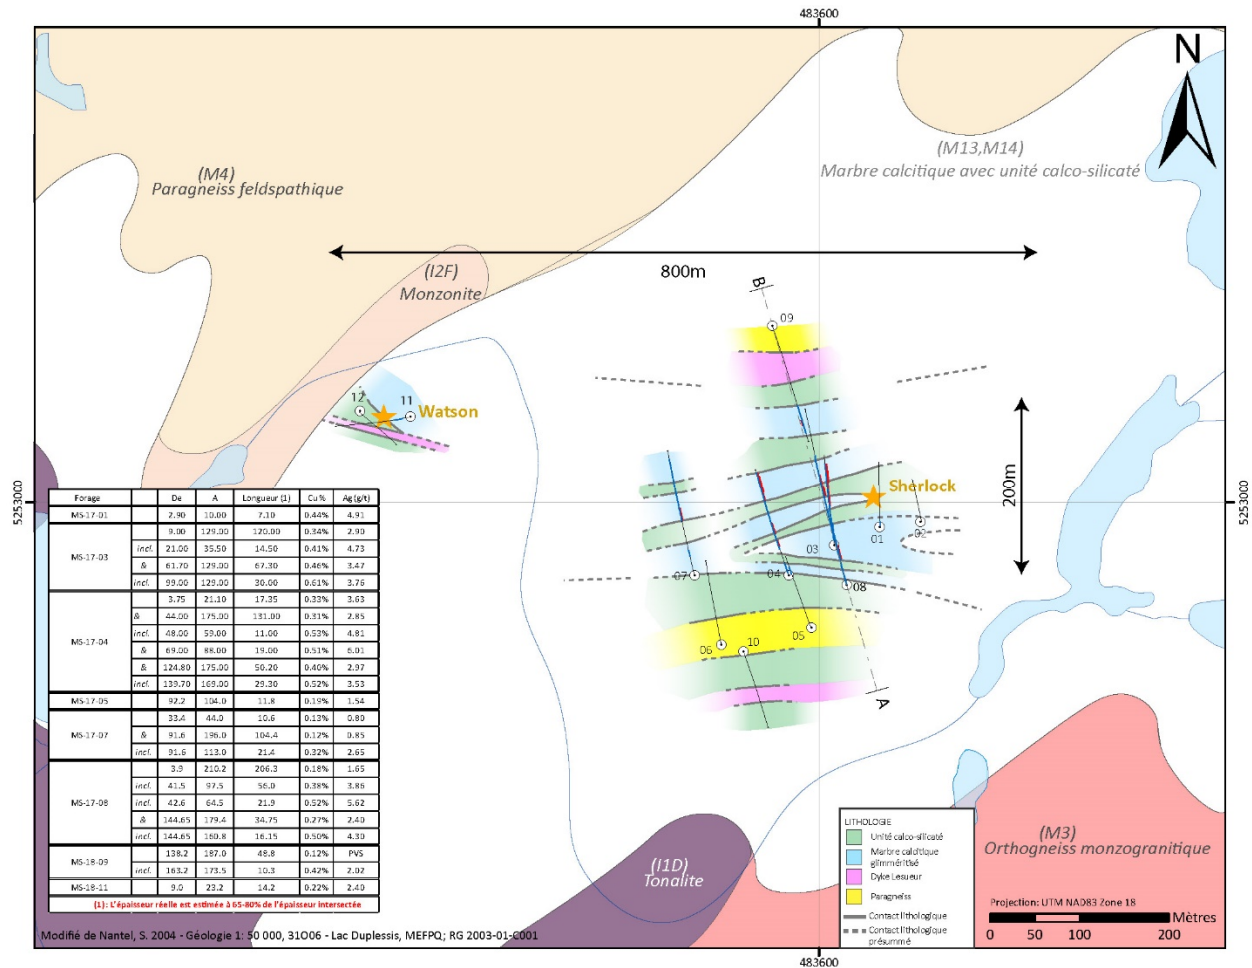 483600
N
(M4)
Paragneiss feldspathique
(M13,M14)
Marbre calcitique avec unité calco-silicaté
800m
(I2F)
Monzonite
B
09
12
11
Watson
Sherlock
200m
5253000
5253000
01
02
03
04
07
08
05
06
10
A
Forage De A Longueur (1) Cu % Ag (g/t)
MS-17-01 2.90 10.00 7.10 0.44% 4.91
MS-17-03 9.00 129.00 120.00 0.34% 2.90
incl. 21.00 35.50 14.50 0.41% 4.73
& 61.70 129.00 67.30 0.46% 3.47
incl. 99.00 129.00 30.00 0.61% 3.76
MS-17-04 3.75 21.10 17.35 0.33% 3.63
& 44.00 175.00 131.00 0.31% 2.85
incl. 48.00 59.00 11.00 0.53% 4.81
& 69.00 88.00 19.00 0.51% 6.01
& 124.80 175.00 50.20 0.40% 2.97
incl. 139.70 169.00 29.30 0.52% 3.53
MS-17-05 92.2 104.0 11.8 0.19% 1.54
MS-17-07 33.4 44.0 10.6 0.13% 0.80
& 91.6 196.0 104.4 0.12% 0.85
incl. 91.6 113.0 21.4 0.32% 2.65
MS-17-08 3.9 210.2 206.3 0.18% 1.65
incl. 41.5 97.5 56.0 0.38% 3.86
incl. 42.6 64.5 21.9 0.52% 5.62
& 144.65 179.4 34.75 0.27% 2.40
incl. 144.65 160.8 16.15 0.50% 4.30
MS-18-09 138.2 187.0 48.8 0.12% PVS
incl. 163.2 173.5 10.3 0.42% 2.02
MS-18-11 9.0 23.2 14.2 0.22% 2.40
(1): L'épaisseur réelle est estimée à 65-80% de l'épaisseur intersectée
(I1D)
Tonalite
(M3)
Orthogneiss monzogranitique
LITHOLOGIE
Unité calco-silicaté
Marbre calcitique
glimméritisé
Dyke Lesueur
Paragneiss
Contact lithologique
Contact lithologique
présummé
Projection: UTM NAD83 Zone 18
Mètres
0 50 100 200
Modifié de Nantel, S. 2004 - Géologie 1: 50 000, 31O06 - Lac Duplessis, MEFPQ; RG 2003-01-C001
483600